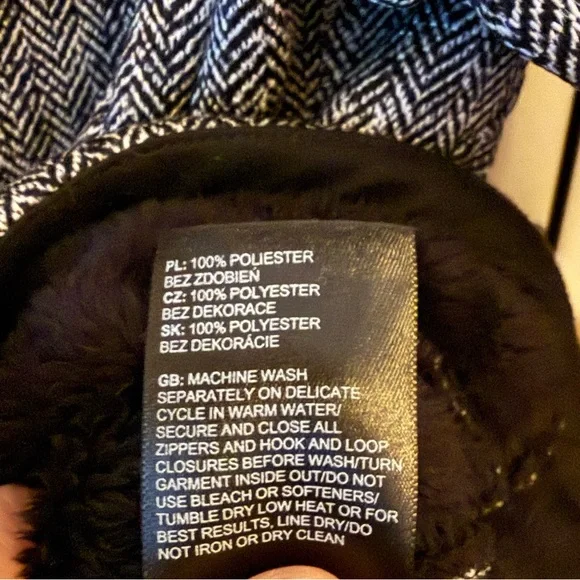 PL: 100% POLIESTER
BEZ ZDOBIEŃ
CZ: 100% POLYESTER
BEZ DEKORACE
SK: 100% POLYESTER
BEZ DEKORÁCIE
GB: MACHINE WASH
SEPARATELY ON DELICATE
CYCLE IN WARM WATER/
SECURE AND CLOSE ALL
ZIPPERS AND HOOK AND LOOP
CLOSURES BEFORE WASH/TURN
GARMENT INSIDE OUT/DO NOT
USE BLEACH OR SOFTENERS/
TUMBLE DRY LOW HEAT OR FOR
BEST RESULTS, LINE DRY/DO
NOT IRON OR DRY CLEAN